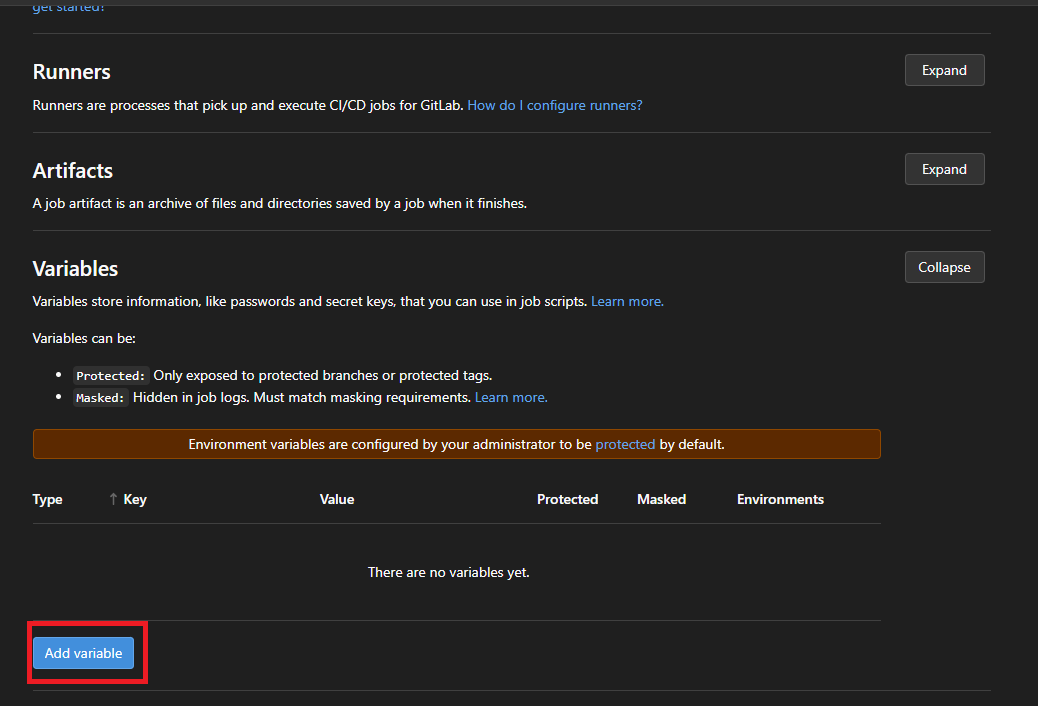 get started?
Runners
Expand
Runners are processes that pick up and execute CI/CD jobs for GitLab. How do I configure runners?
Artifacts
Expand
A job artifact is an archive of files and directories saved by a job when it finishes.
Variables
Collapse
Variables store information, like passwords and secret keys, that you can use in job scripts. Learn more.
Variables can be:
• Protected: Only exposed to protected branches or protected tags.
• Masked: Hidden in job logs. Must match masking requirements. Learn more.
Environment variables are configured by your administrator to be protected by default.
Type ↑ Key Value Protected Masked Environments
There are no variables yet.
Add variable